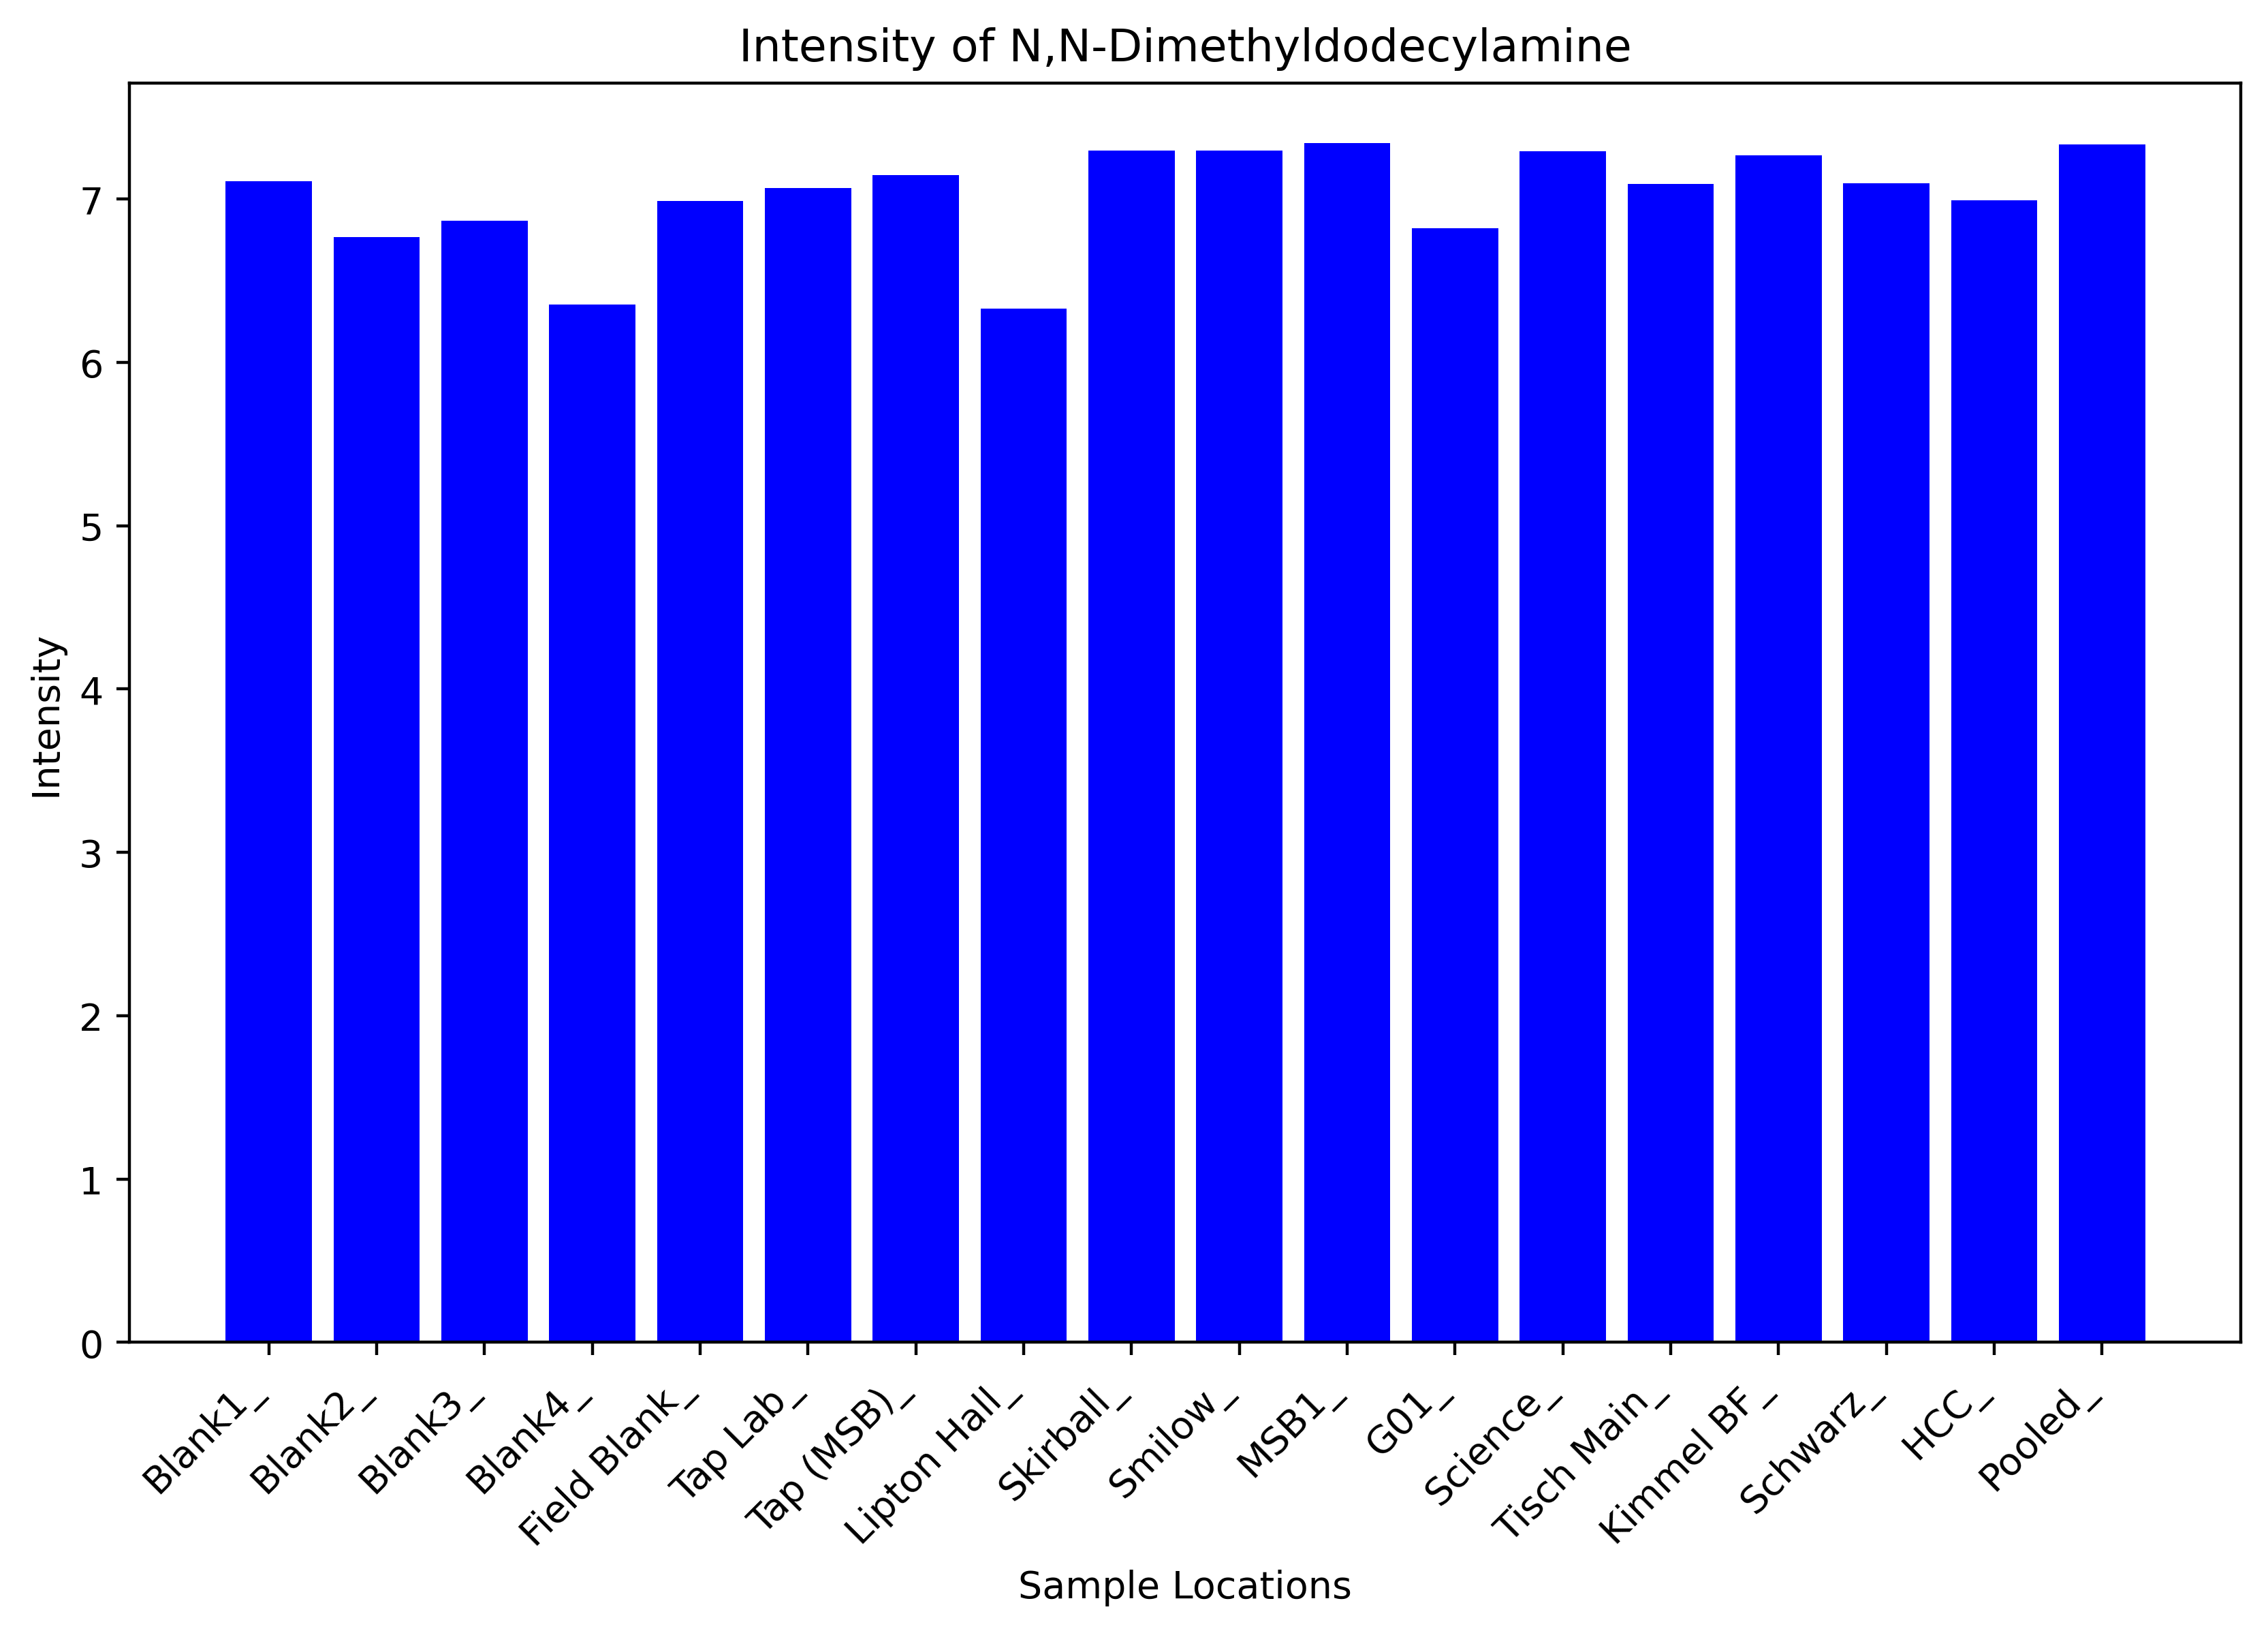 Intensity of N,N-Dimethyldodecylamine
7
6
5
4
3
2
1
0
Intensity
Blank1_
Blank2_
Blank3_
Blank4_
Field Blank_
Tap Lab_
Tap (MSB)_
Lipton Hall_
Skirball_
Smilow_
MSB1_
G01_
Science_
Tisch Main_
Kimmel BF_
Schwarz_
HCC_
Pooled_
Sample Locations